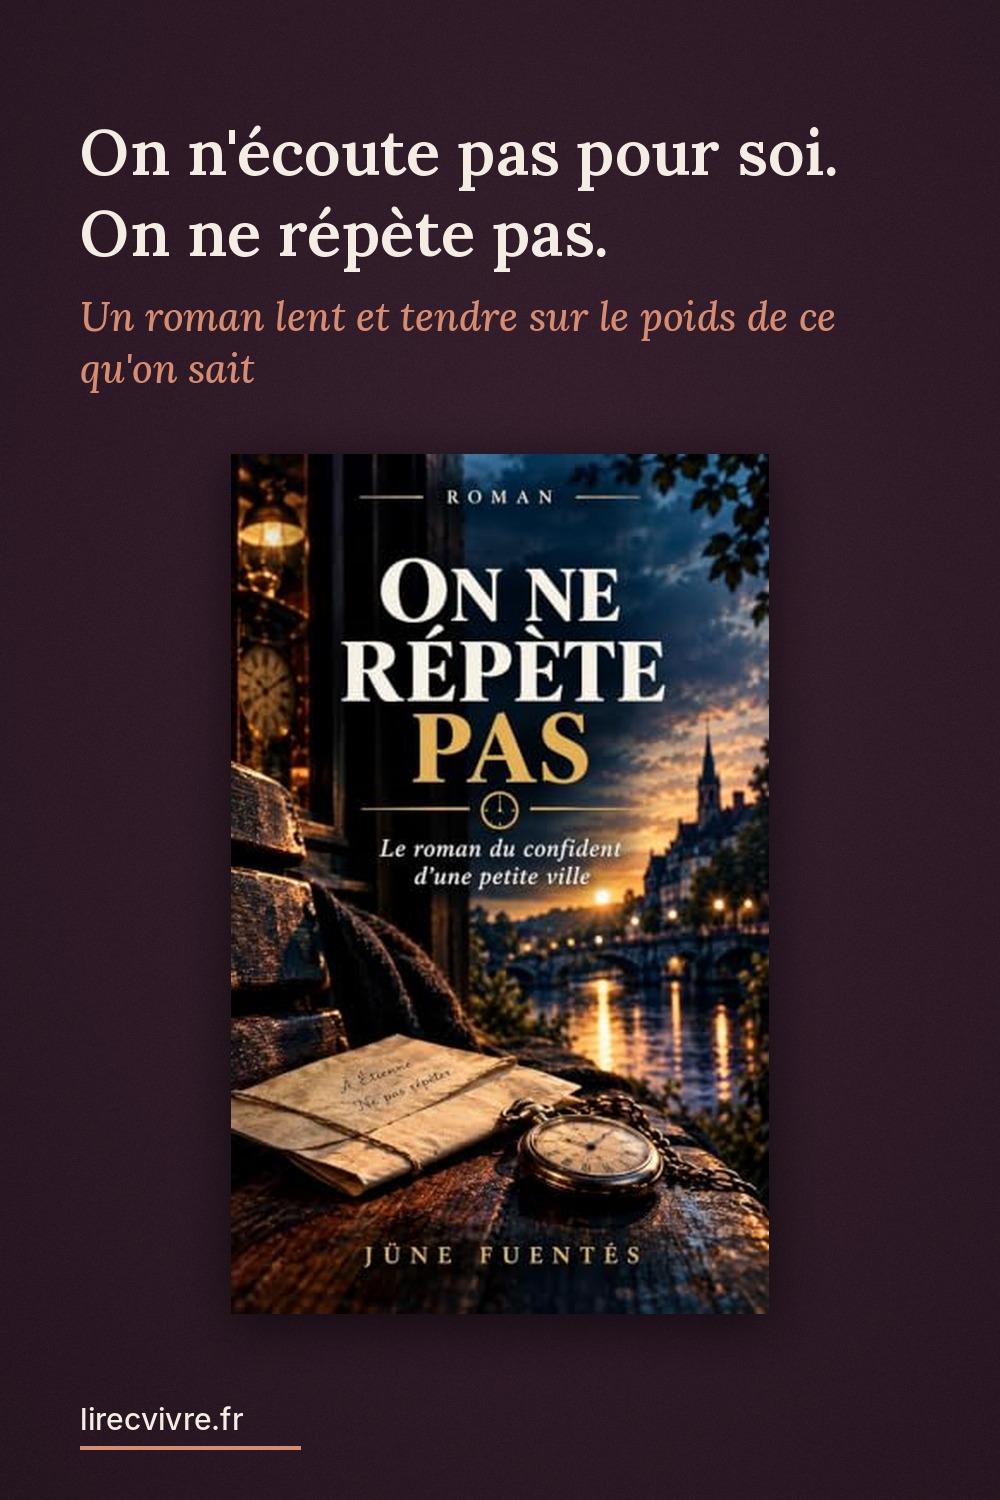 On n'écoute pas pour soi.
On ne répète pas.
Un roman lent et tendre sur le poids de ce
qu'on sait
ROMAN
ON NE
RÉPÈTE
PAS
Le roman du confident
d’une petite ville
À Étienne
Ne pas répéter
JÜNE FUENTÉS
lirecvivre.fr